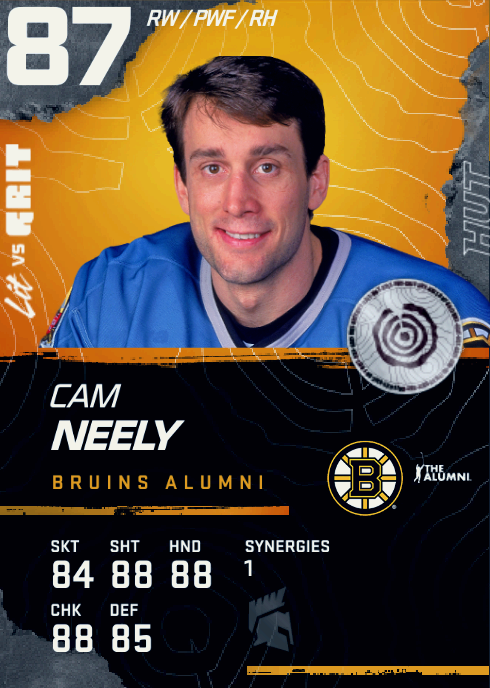 87
RW / PWF / RH
Lit VS GRIT
HUT
CAM
NEELY
BRUINS ALUMNI
B
THE
ALUMNI
SKT SHT HND SYNERGIES
84 88 88 1
CHK DEF
88 85